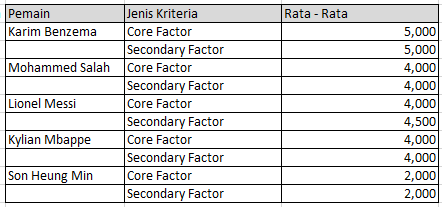 Pemain Jenis Kriteria Rata - Rata
Karim Benzema Core Factor 5,000
Secondary Factor 5,000
Mohammed Salah Core Factor 4,000
Secondary Factor 4,000
Lionel Messi Core Factor 4,000
Secondary Factor 4,500
Kylian Mbappe Core Factor 4,000
Secondary Factor 4,000
Son Heung Min Core Factor 2,000
Secondary Factor 2,000